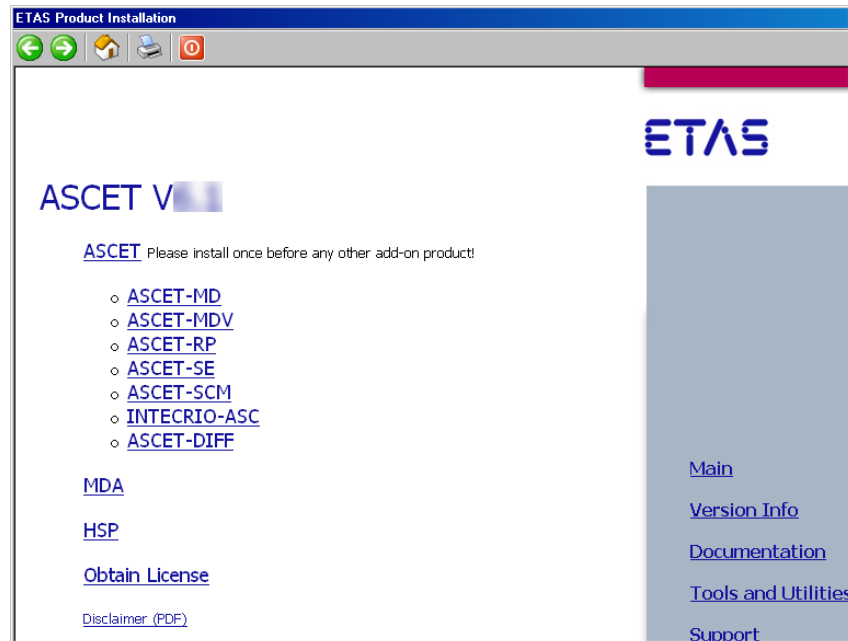 ETAS Product Installation
ETAS
ASCET V
ASCET Please install once before any other add-on product!
ASCET-MD
ASCET-MDV
ASCET-RP
ASCET-SE
ASCET-SCM
INTECRIO-ASC
ASCET-DIFF
MDA
HSP
Obtain License
Disclaimer (PDF)
Main
Version Info
Documentation
Tools and Utilities
Support